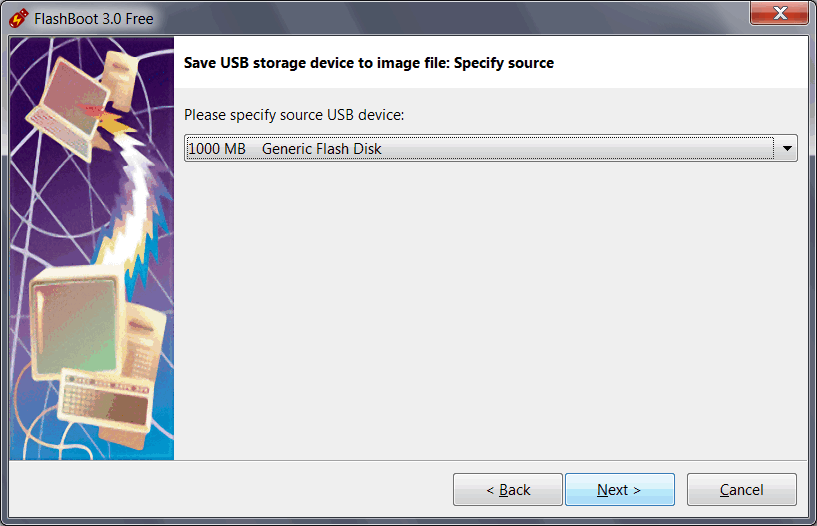 FlashBoot 3.0 Free
Save USB storage device to image file: Specify source
Please specify source USB device:
1000 MB    Generic Flash Disk
< Back    Next >    Cancel